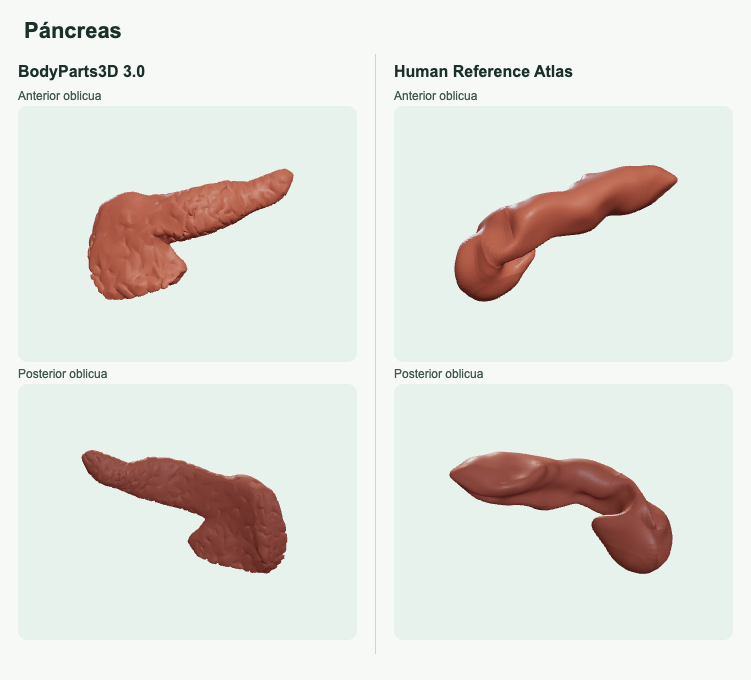 Páncreas
BodyParts3D 3.0
Anterior oblicua
Posterior oblicua
Human Reference Atlas
Anterior oblicua
Posterior oblicua